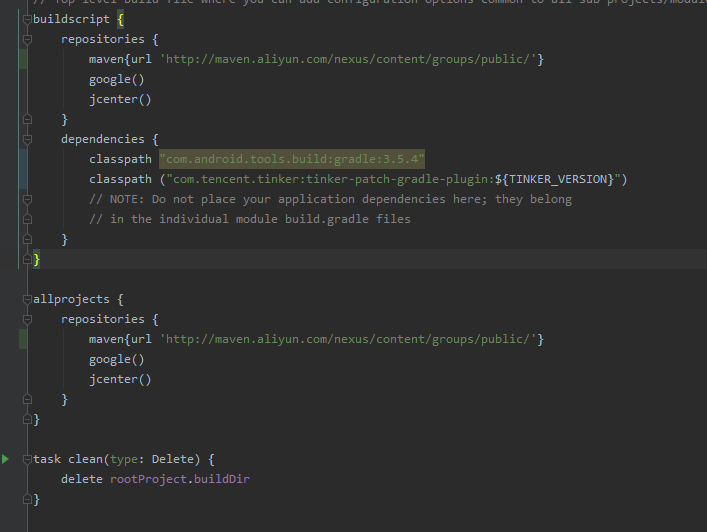 // Top-level build file where you can add configuration options common to all sub-projects/modul
buildscript {
    repositories {
        maven{url 'http://maven.aliyun.com/nexus/content/groups/public/'}
        google()
        jcenter()
    }
    dependencies {
        classpath "com.android.tools.build:gradle:3.5.4"
        classpath ("com.tencent.tinker:tinker-patch-gradle-plugin:${TINKER_VERSION}")
        // NOTE: Do not place your application dependencies here; they belong
        // in the individual module build.gradle files
    }
}
allprojects {
    repositories {
        maven{url 'http://maven.aliyun.com/nexus/content/groups/public/'}
        google()
        jcenter()
    }
}
task clean(type: Delete) {
    delete rootProject.buildDir
}